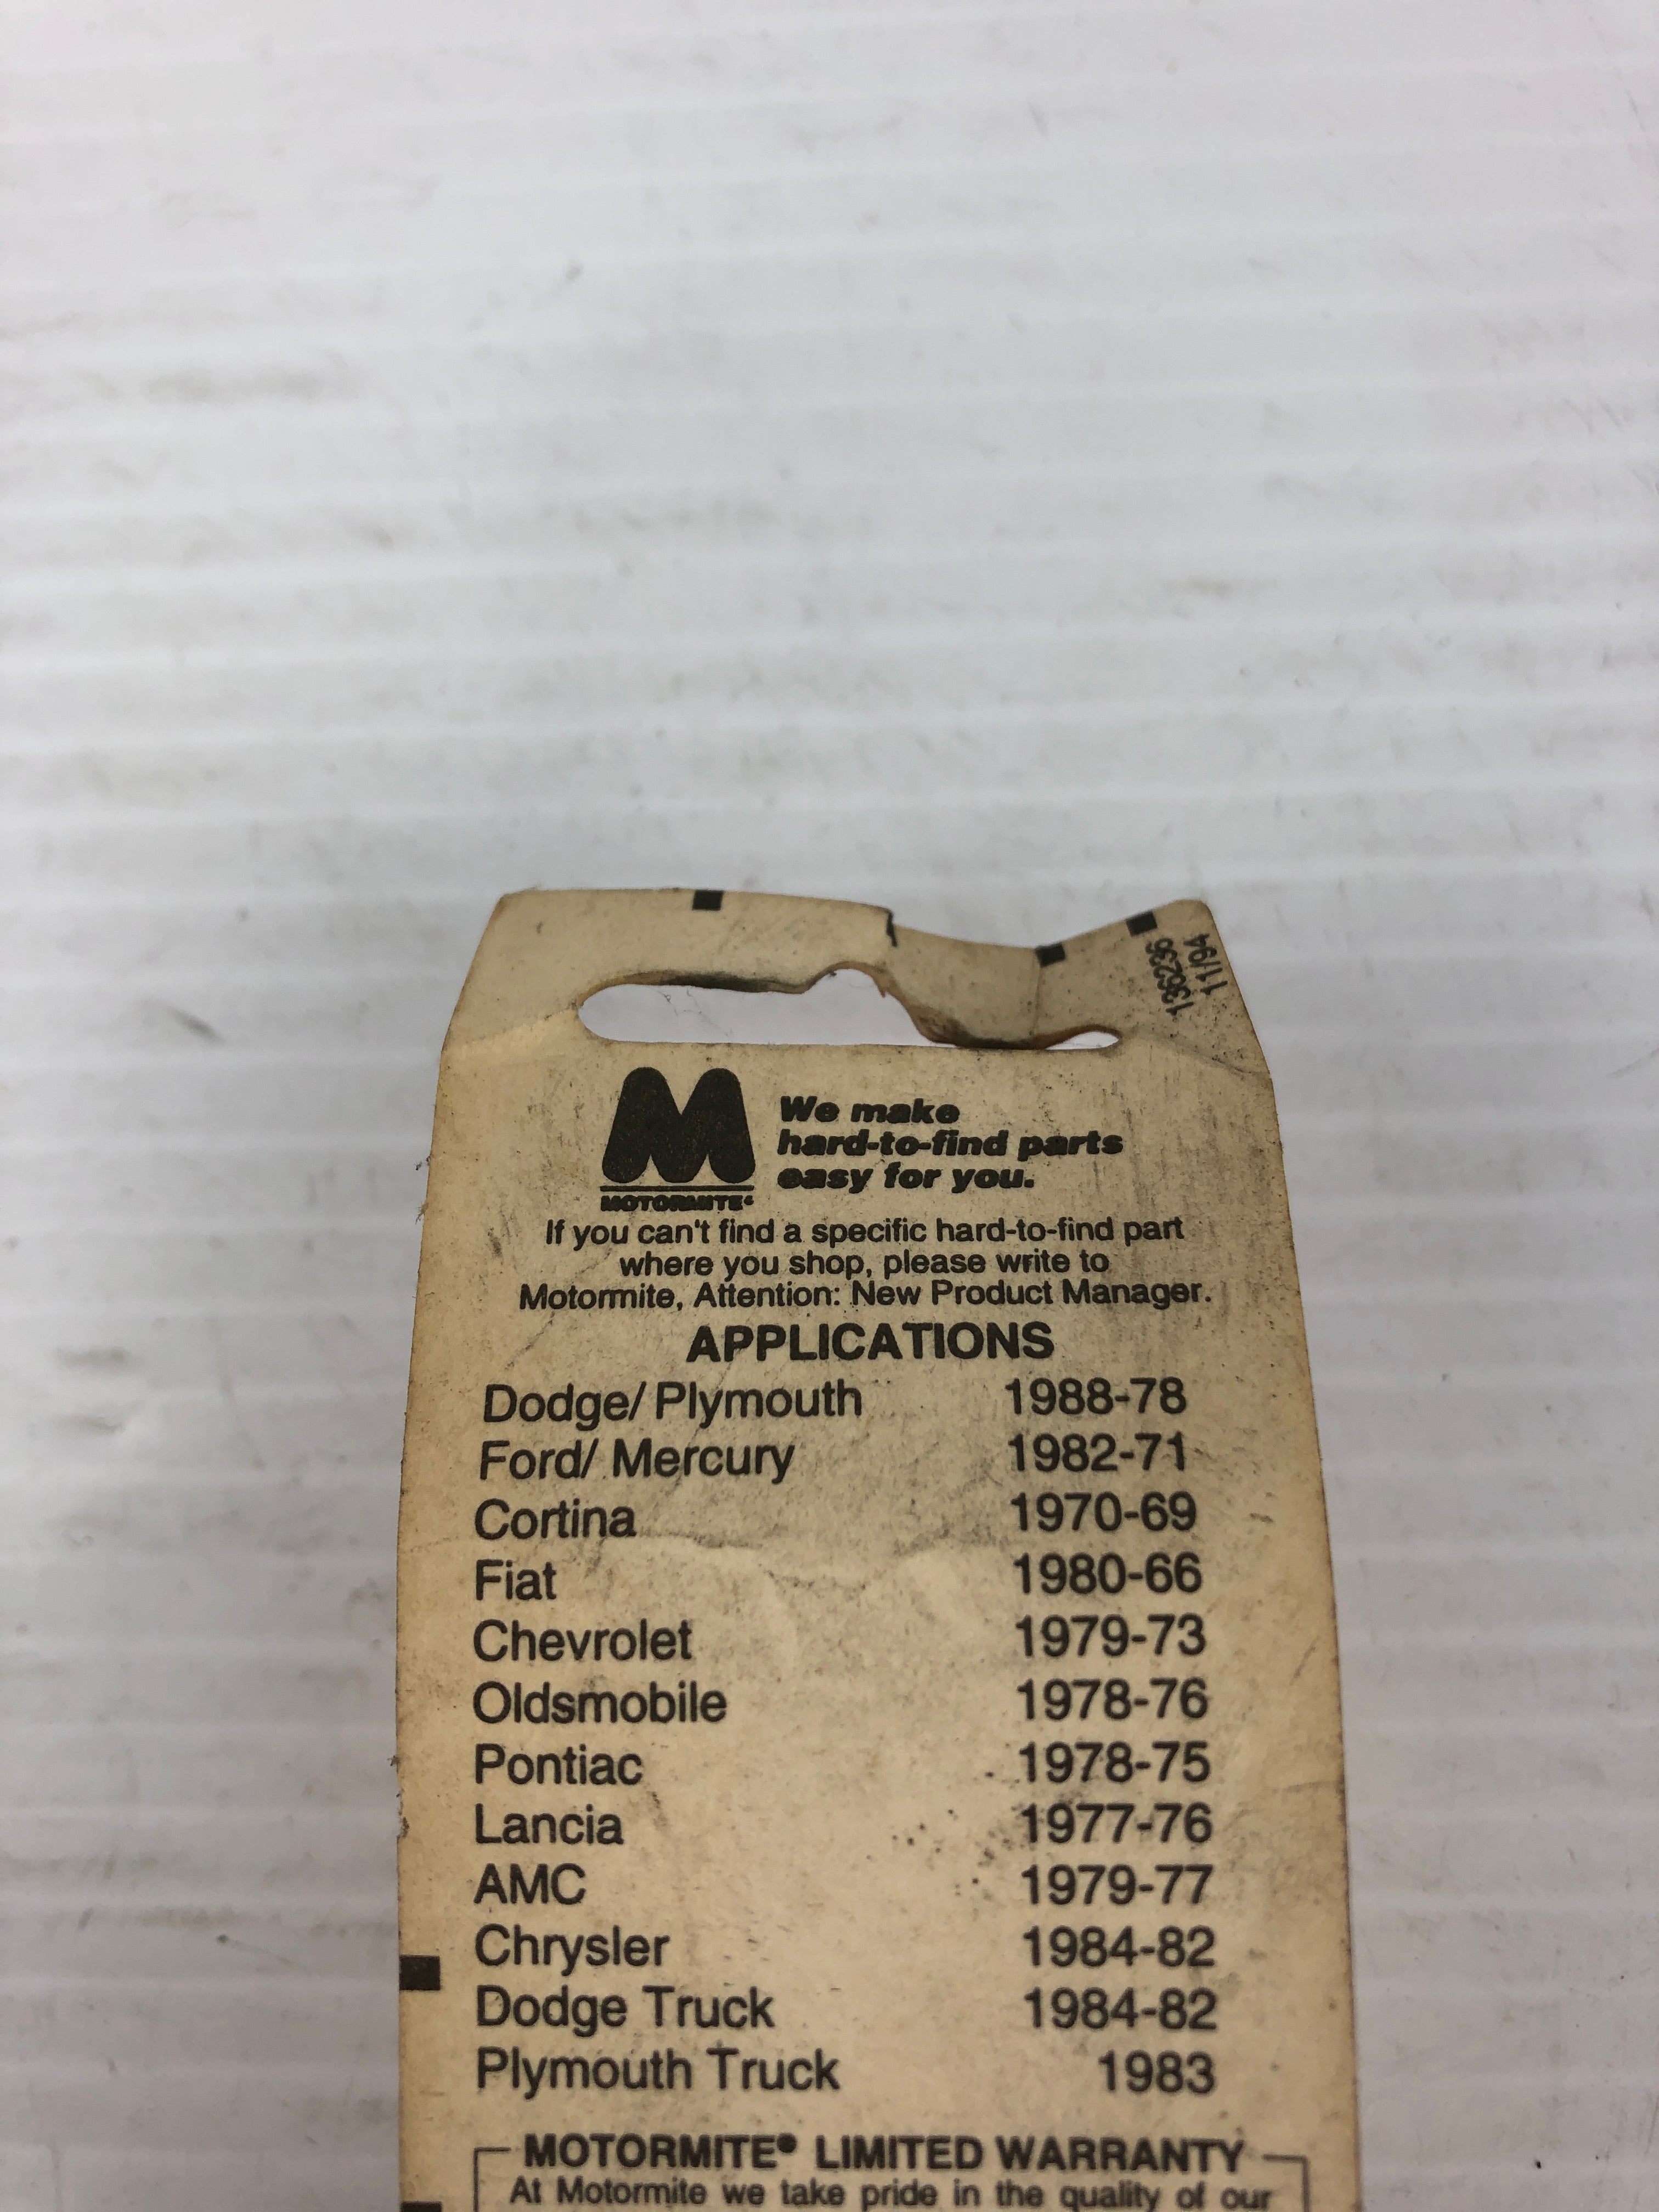 136236
11/94
We make
hard-to-find parts
easy for you.
MOTORMITE®
If you can't find a specific hard-to-find part
where you shop, please write to
Motormite, Attention: New Product Manager.
APPLICATIONS
Dodge/ Plymouth 1988-78
Ford/ Mercury 1982-71
Cortina 1970-69
Fiat 1980-66
Chevrolet 1979-73
Oldsmobile 1978-76
Pontiac 1978-75
Lancia 1977-76
AMC 1979-77
Chrysler 1984-82
Dodge Truck 1984-82
Plymouth Truck 1983
MOTORMITE® LIMITED WARRANTY
At Motormite we take pride in the quality of our